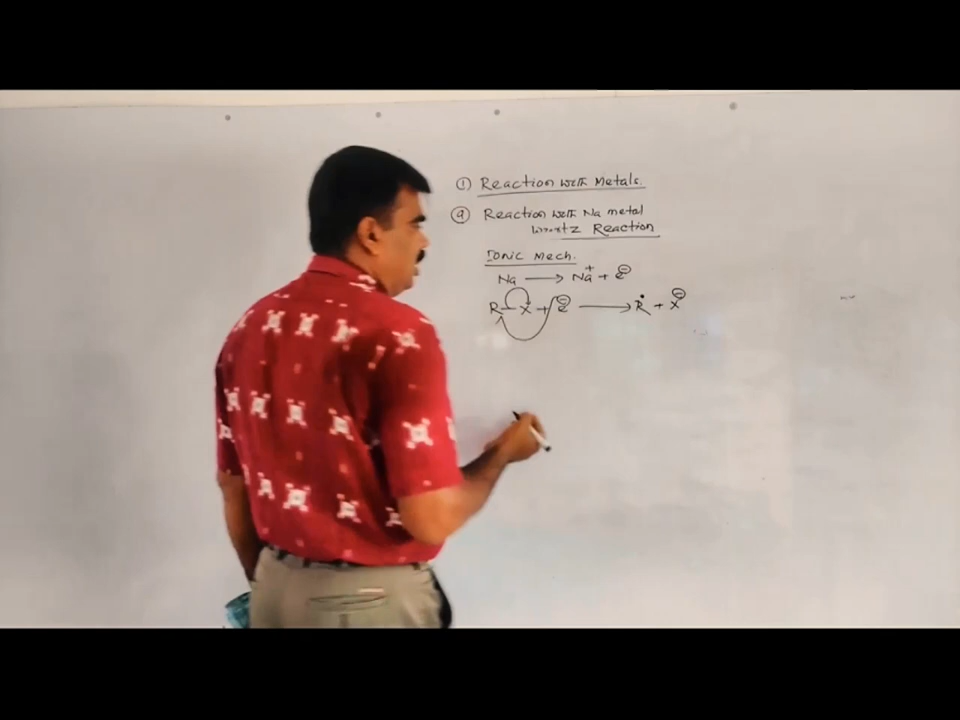 ① Reaction with Metals.
ⓐ Reaction with Na metal
Wurtz Reaction
Ionic Mech.
Na ⟶ Na⁺ + e⊖
R–X + e⊖ ⟶ Ṙ + X⊖